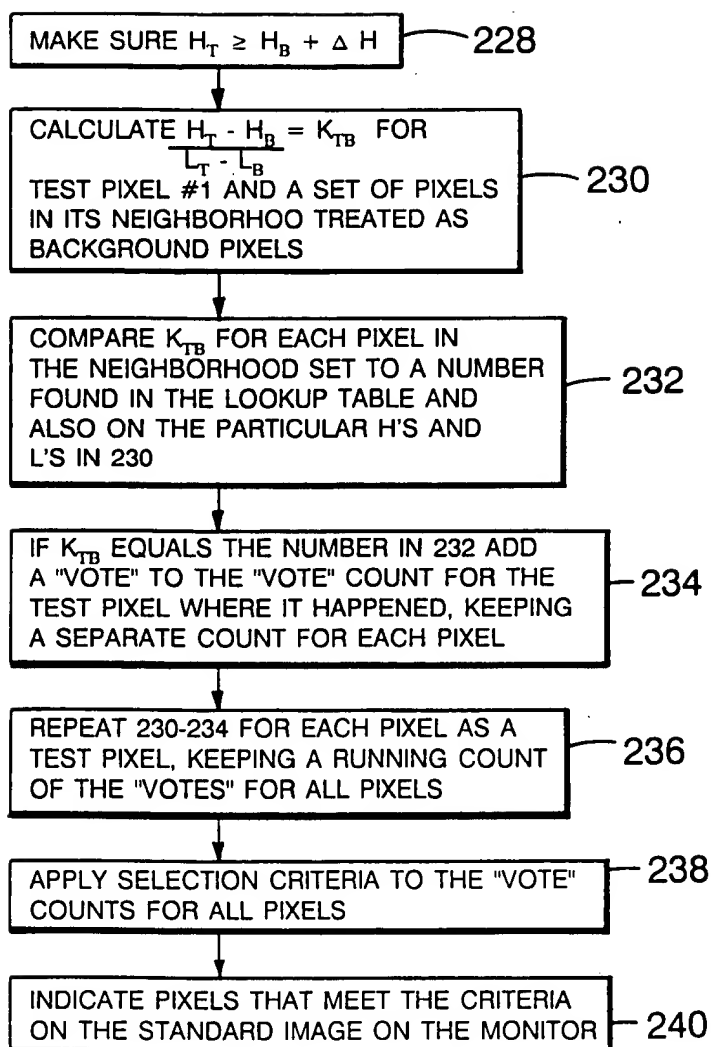 MAKE SURE H_T ≥ H_B + Δ H
228
CALCULATE H_T - H_B = K_TB FOR
L_T - L_B
TEST PIXEL #1 AND A SET OF PIXELS
IN ITS NEIGHBORHOO TREATED AS
BACKGROUND PIXELS
230
COMPARE K_TB FOR EACH PIXEL IN
THE NEIGHBORHOOD SET TO A NUMBER
FOUND IN THE LOOKUP TABLE AND
ALSO ON THE PARTICULAR H'S AND
L'S IN 230
232
IF K_TB EQUALS THE NUMBER IN 232 ADD
A "VOTE" TO THE "VOTE" COUNT FOR THE
TEST PIXEL WHERE IT HAPPENED, KEEPING
A SEPARATE COUNT FOR EACH PIXEL
234
REPEAT 230-234 FOR EACH PIXEL AS A
TEST PIXEL, KEEPING A RUNNING COUNT
OF THE "VOTES" FOR ALL PIXELS
236
APPLY SELECTION CRITERIA TO THE "VOTE"
COUNTS FOR ALL PIXELS
238
INDICATE PIXELS THAT MEET THE CRITERIA
ON THE STANDARD IMAGE ON THE MONITOR
240